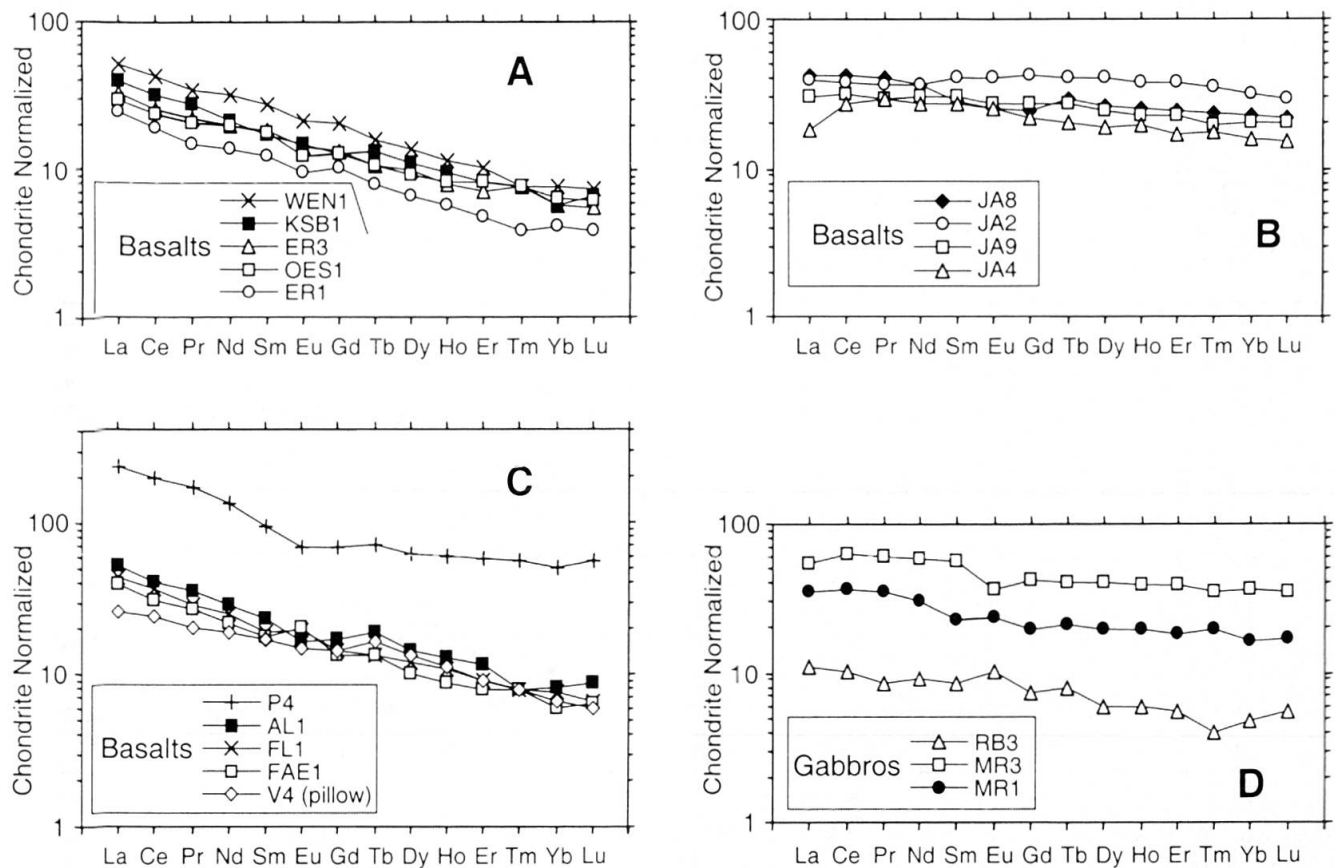 A
Chondrite Normalized
100
10
1
Basalts
WEN1
KSB1
ER3
OES1
ER1
La Ce Pr Nd Sm Eu Gd Tb Dy Ho Er Tm Yb Lu
B
Chondrite Normalized
100
10
1
Basalts
JA8
JA2
JA9
JA4
La Ce Pr Nd Sm Eu Gd Tb Dy Ho Er Tm Yb Lu
C
Chondrite Normalized
100
10
1
Basalts
P4
AL1
FL1
FAE1
V4 (pillow)
La Ce Pr Nd Sm Eu Gd Tb Dy Ho Er Tm Yb Lu
D
Chondrite Normalized
100
10
1
Gabbros
RB3
MR3
MR1
La Ce Pr Nd Sm Eu Gd Tb Dy Ho Er Tm Yb Lu